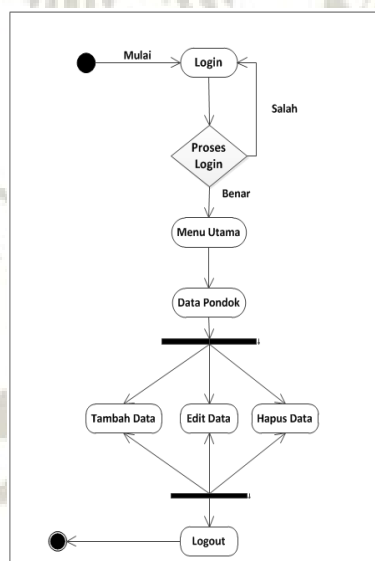 Mulai
Login
Salah
Proses
Login
Benar
Menu Utama
Data Pondok
Tambah Data
Edit Data
Hapus Data
Logout